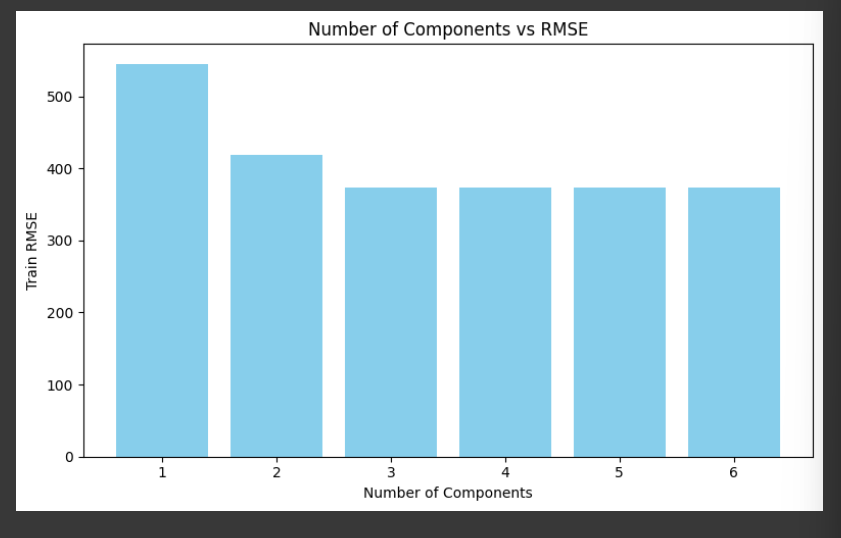 Number of Components vs RMSE
500
400
300
200
100
0
Train RMSE
1 2 3 4 5 6
Number of Components